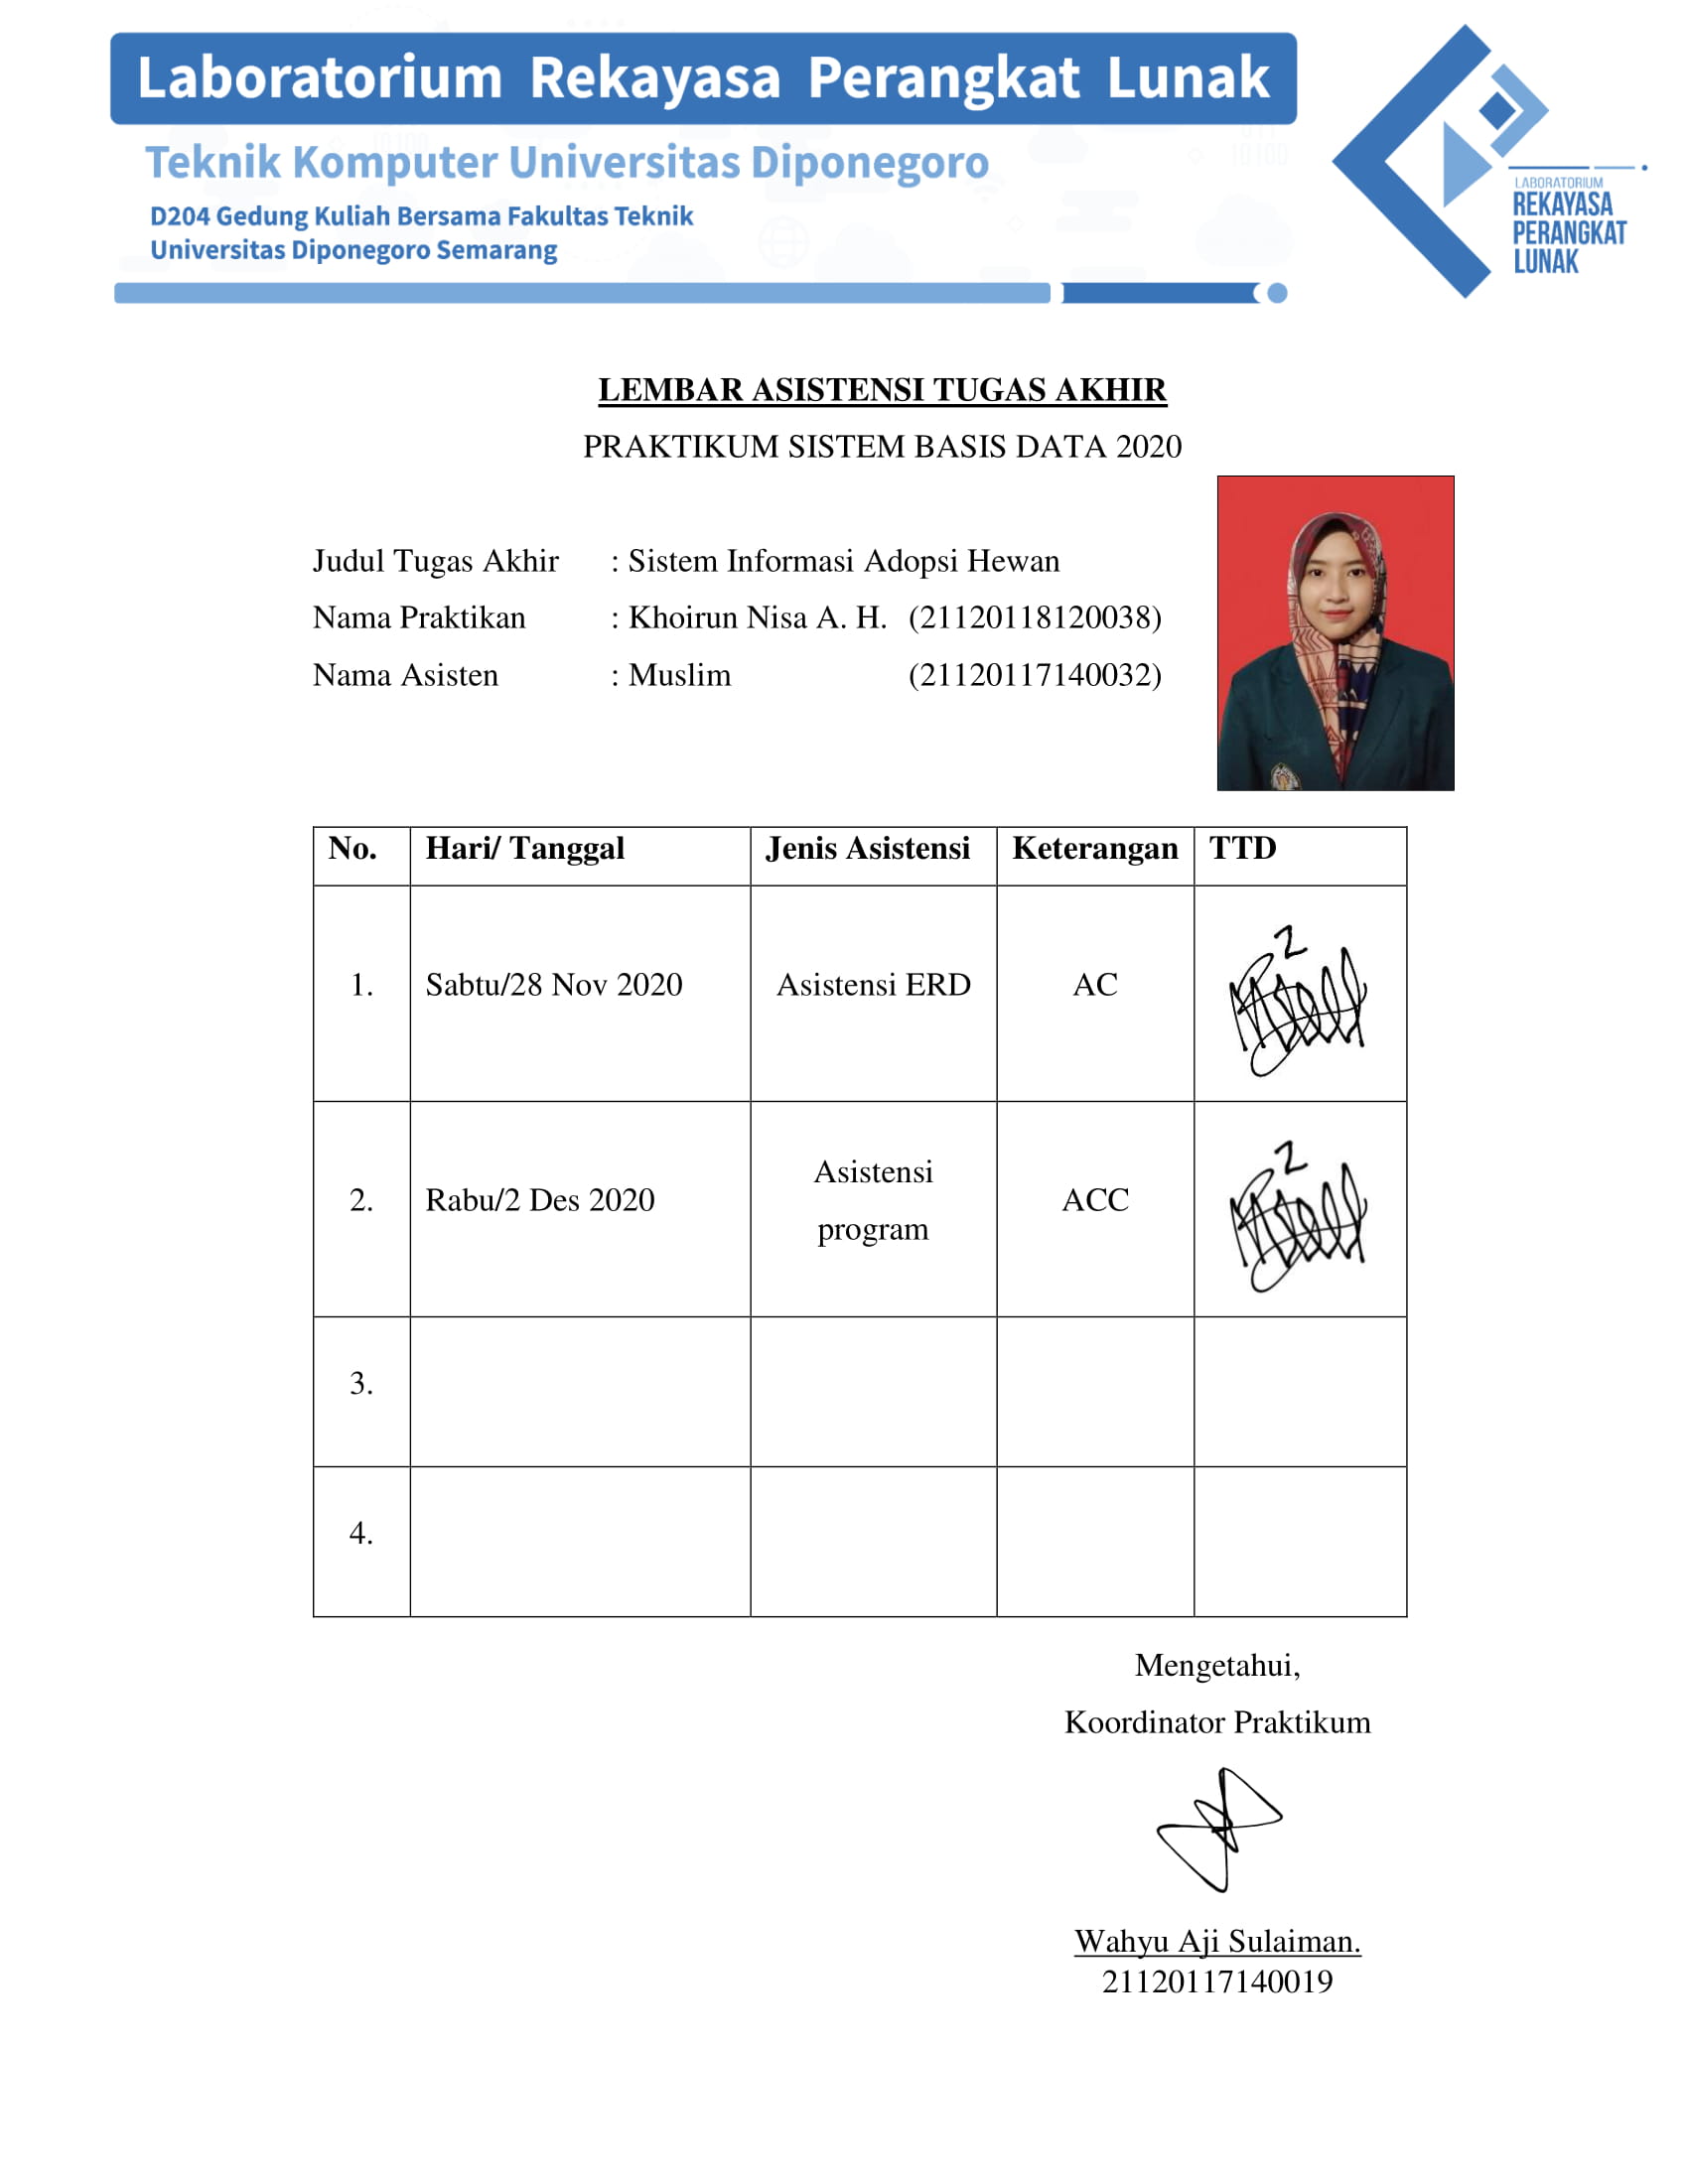 Laboratorium Rekayasa Perangkat Lunak
Teknik Komputer Universitas Diponegoro
D204 Gedung Kuliah Bersama Fakultas Teknik
Universitas Diponegoro Semarang
LABORATORIUM
REKAYASA
PERANGKAT
LUNAK
LEMBAR ASISTENSI TUGAS AKHIR
PRAKTIKUM SISTEM BASIS DATA 2020
Judul Tugas Akhir : Sistem Informasi Adopsi Hewan
Nama Praktikan : Khoirun Nisa A. H. (21120118120038)
Nama Asisten : Muslim (21120117140032)
No. Hari/ Tanggal Jenis Asistensi Keterangan TTD
1. Sabtu/28 Nov 2020 Asistensi ERD AC
2. Rabu/2 Des 2020 Asistensi program ACC
3.
4.
Mengetahui,
Koordinator Praktikum
Wahyu Aji Sulaiman.
21120117140019